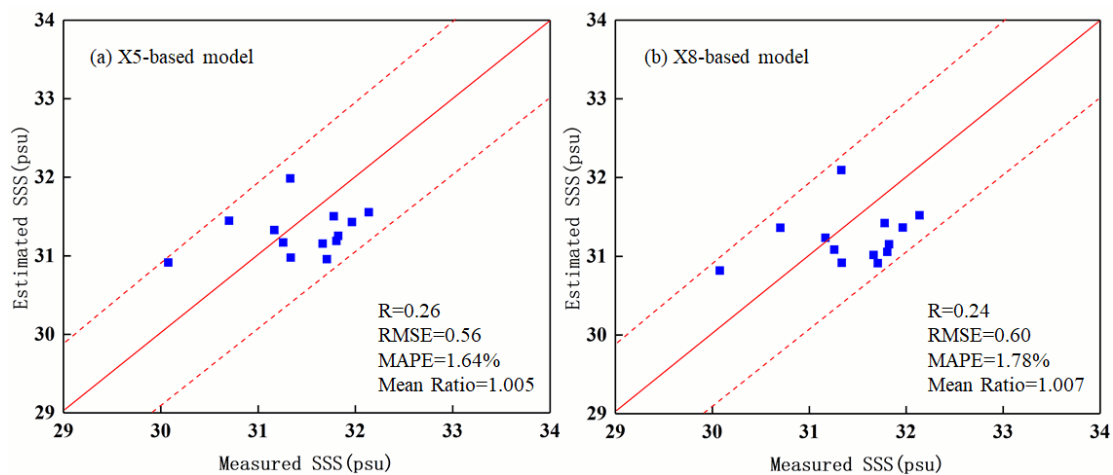 (a) X5-based model
Estimated SSS(psu)
34
33
32
31
30
29
R=0.26
RMSE=0.56
MAPE=1.64%
Mean Ratio=1.005
29 30 31 32 33 34
Measured SSS(psu)
(b) X8-based model
Estimated SSS(psu)
34
33
32
31
30
29
R=0.24
RMSE=0.60
MAPE=1.78%
Mean Ratio=1.007
29 30 31 32 33 34
Measured SSS(psu)